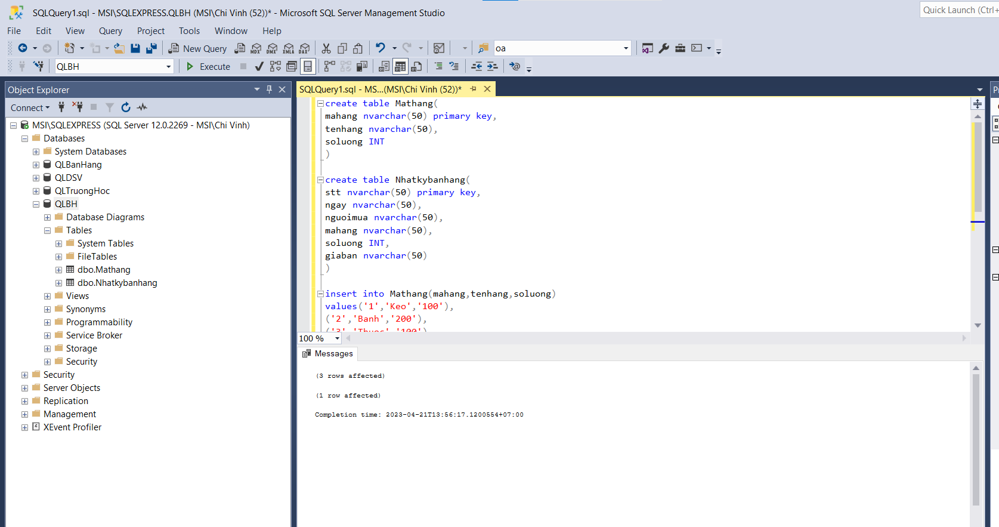 SQLQuery1.sql - MSI\SQLEXPRESS.QLBH (MSI\Chi Vinh (52))* - Microsoft SQL Server Management Studio
Quick Launch (Ctrl+
File Edit View Query Project Tools Window Help
New Query
MDX DMX XMLA DAX
oa
QLBH
Execute
Object Explorer
Connect
MSI\SQLEXPRESS (SQL Server 12.0.2269 - MSI\Chi Vinh)
Databases
System Databases
QLBanHang
QLDSV
QLTruongHoc
QLBH
Database Diagrams
Tables
System Tables
FileTables
dbo.Mathang
dbo.Nhatkybanhang
Views
Synonyms
Programmability
Service Broker
Storage
Security
Security
Server Objects
Replication
Management
XEvent Profiler
SQLQuery1.sql - MS...(MSI\Chi Vinh (52))*
create table Mathang(
mahang nvarchar(50) primary key,
tenhang nvarchar(50),
soluong INT
)
create table Nhatkybanhang(
stt nvarchar(50) primary key,
ngay nvarchar(50),
nguoimua nvarchar(50),
mahang nvarchar(50),
soluong INT,
giaban nvarchar(50)
)
insert into Mathang(mahang,tenhang,soluong)
values('1','Keo','100'),
('2','Banh','200'),
('3','Thuoc','100')
100 %
Messages
(3 rows affected)
(1 row affected)
Completion time: 2023-04-21T13:56:17.1200554+07:00